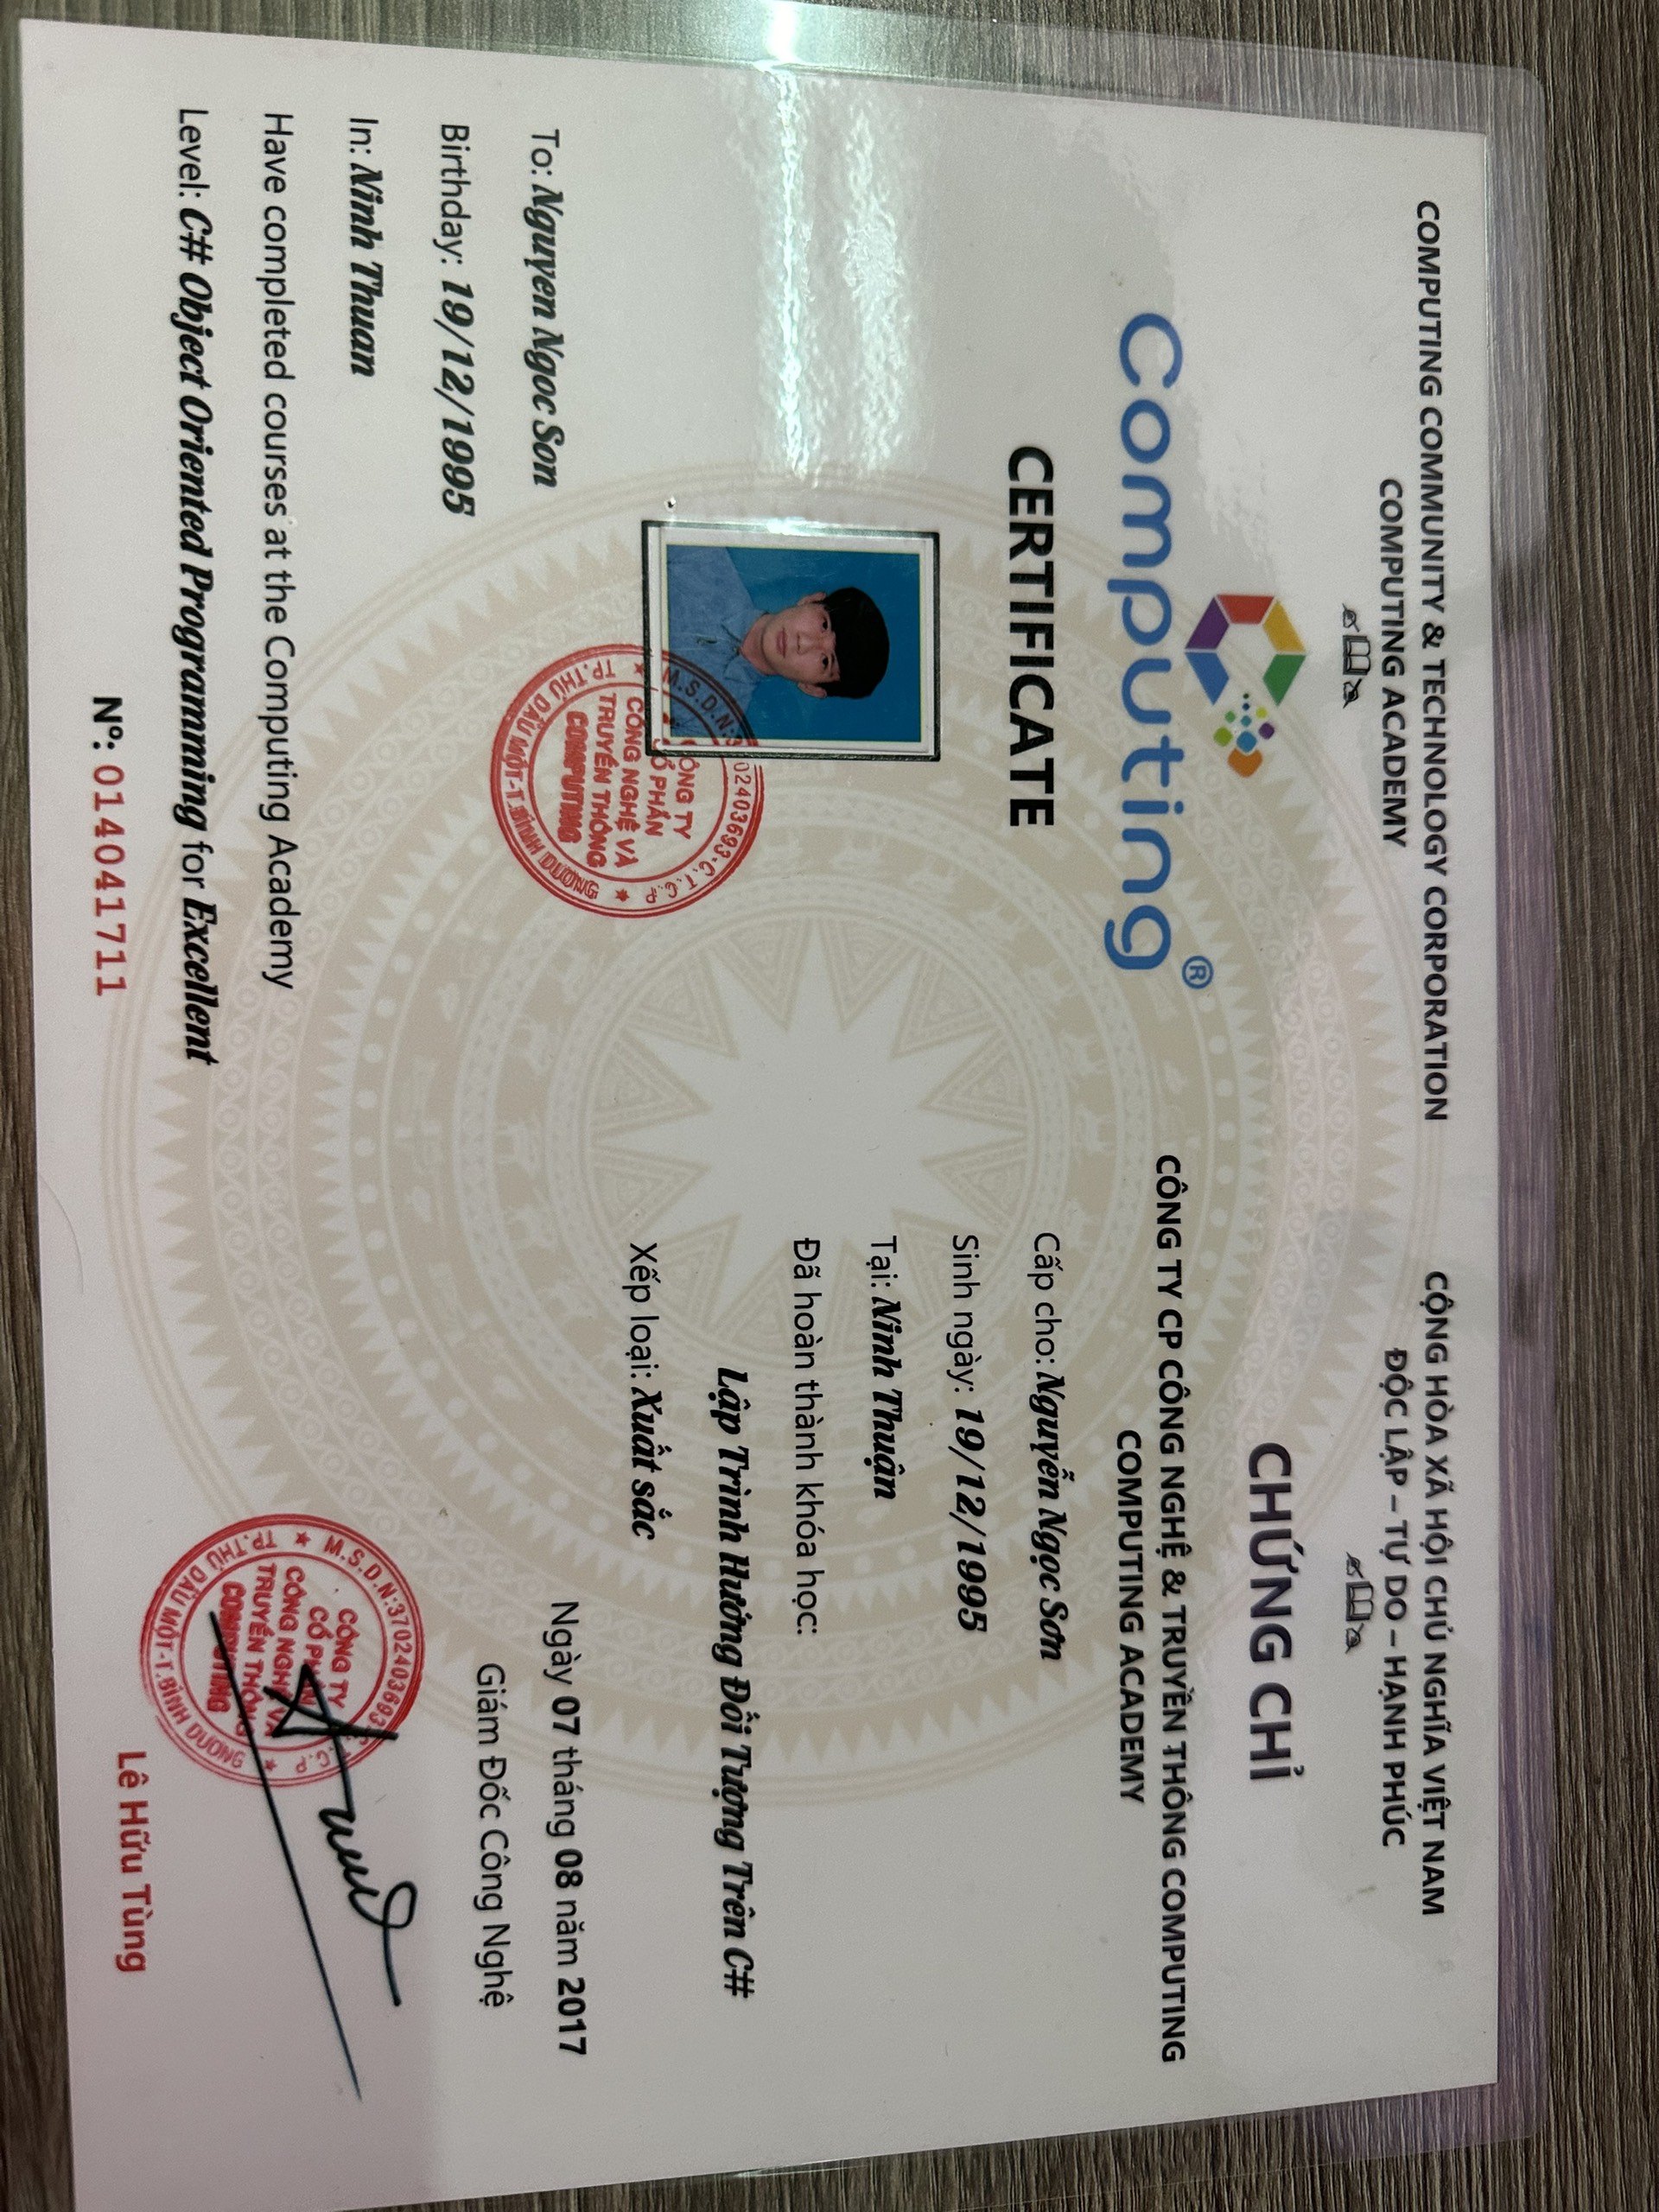 COMPUTING COMMUNITY & TECHNOLOGY CORPORATION
COMPUTING ACADEMY
Computing®
CERTIFICATE
To: Nguyen Ngoc Son
Birthday: 19/12/1995
In: Ninh Thuan
Have completed courses at the Computing Academy
Level: C# Object Oriented Programming for Excellent
Nº: 014041711
M.S.D.N:3702403693-C.T.C.P
CÔNG TY
CỔ PHẦN
CÔNG NGHỆ VÀ
TRUYỀN THÔNG
COMPUTING
TP.THỦ DẦU MỘT-T.BÌNH DƯƠNG
CỘNG HÒA XÃ HỘI CHỦ NGHĨA VIỆT NAM
ĐỘC LẬP – TỰ DO – HẠNH PHÚC
CHỨNG CHỈ
CÔNG TY CP CÔNG NGHỆ & TRUYỀN THÔNG COMPUTING
COMPUTING ACADEMY
Cấp cho: Nguyễn Ngọc Sơn
Sinh ngày: 19/12/1995
Tại: Ninh Thuận
Đã hoàn thành khóa học:
Lập Trình Hướng Đối Tượng Trên C#
Xếp loại: Xuất sắc
Ngày 07 tháng 08 năm 2017
Giám Đốc Công Nghệ
M.S.D.N:3702403693
CÔNG TY
CỔ PHẦN
CÔNG NGHỆ VÀ
TRUYỀN THÔNG
COMPUTING
TP.THỦ DẦU MỘT-T.BÌNH DƯƠNG
Lê Hữu Tùng